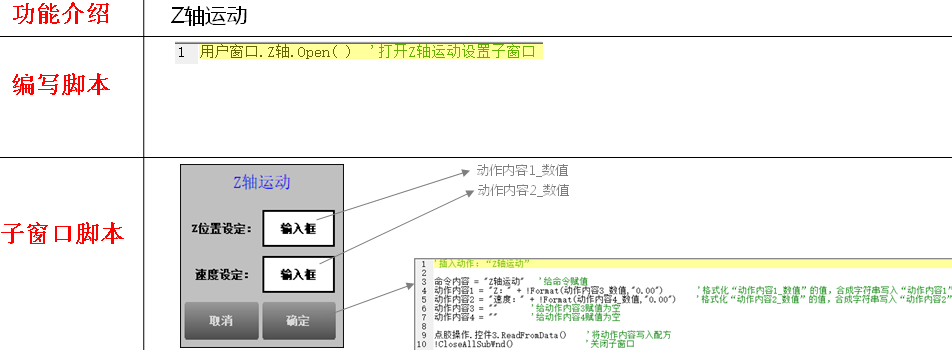 功能介绍
Z轴运动
编写脚本
1 用户窗口.Z轴.Open( ) '打开Z轴运动设置子窗口
子窗口脚本
Z轴运动
Z位置设定： 输入框
速度设定： 输入框
取消 确定
动作内容1_数值
动作内容2_数值
1 '插入动作：“Z轴运动”
2
3 命令内容 = "Z轴运动" '给命令赋值
4 动作内容1 = "Z：" + !Format(动作内容3_数值,"0.00") '格式化“动作内容1_数值”的值，合成字符串写入“动作内容1”
5 动作内容2 = "速度：" + !Format(动作内容4_数值,"0.00") '格式化“动作内容2_数值”的值，合成字符串写入“动作内容2”
6 动作内容3 = "" '给动作内容3赋值为空
7 动作内容4 = "" '给动作内容4赋值为空
8
9 点胶操作.控件3.ReadFromData() '将动作内容写入配方
10 !CloseAllSubWnd() '关闭子窗口